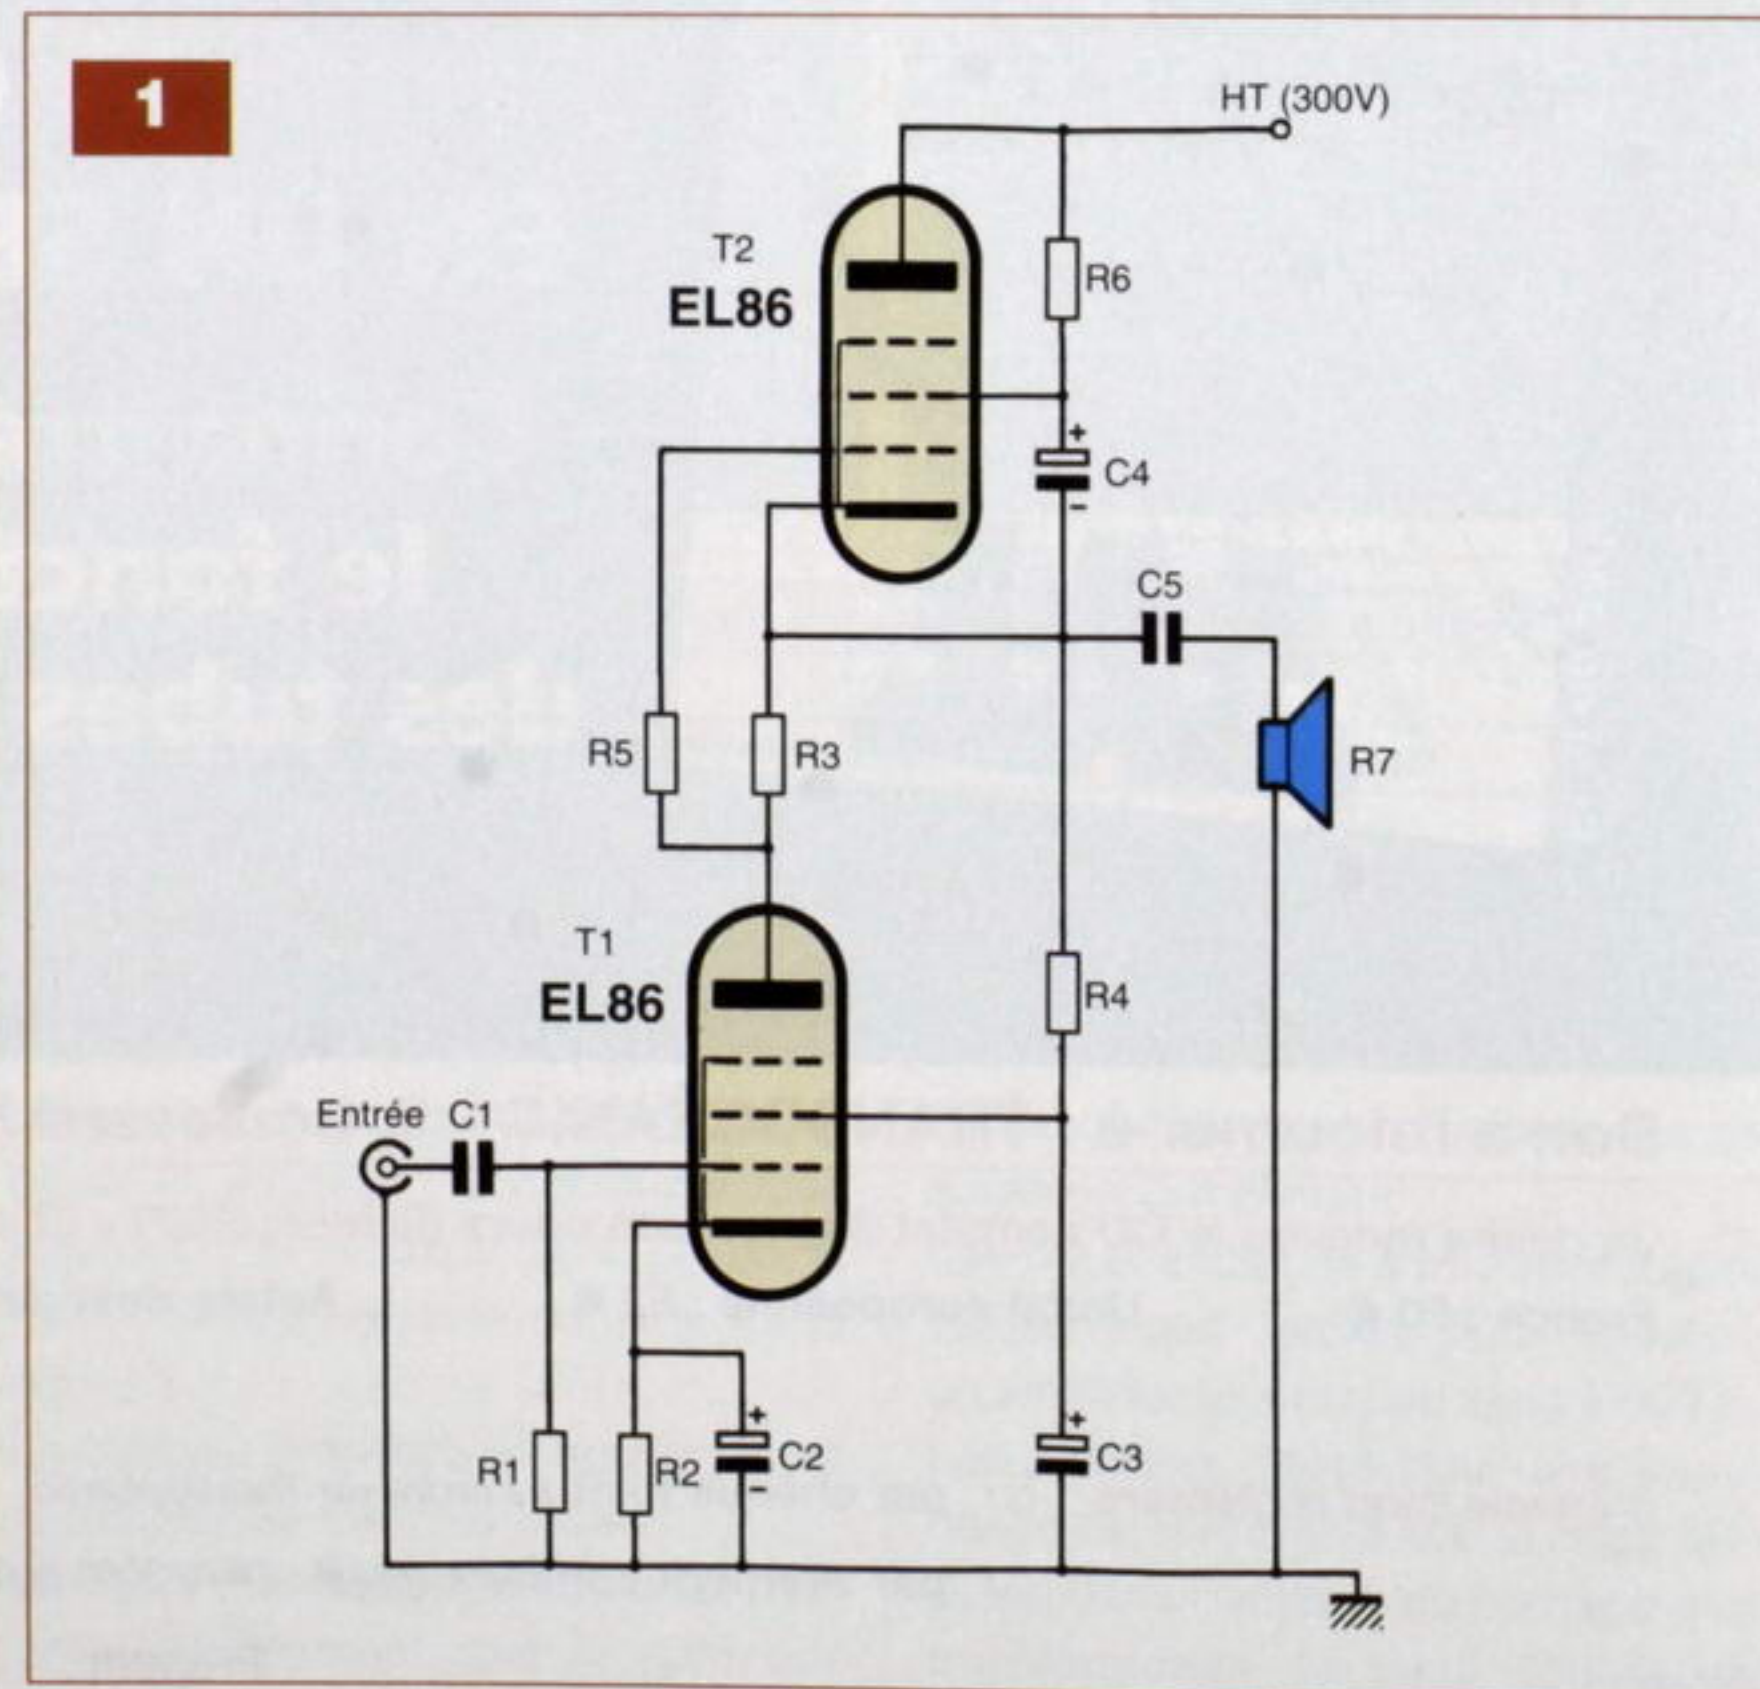 1
HT (300V)
T2
EL86
R6
+
C4
-
C5
R5
R3
R7
T1
EL86
R4
Entrée
C1
R1
R2
+
C2
-
+
C3